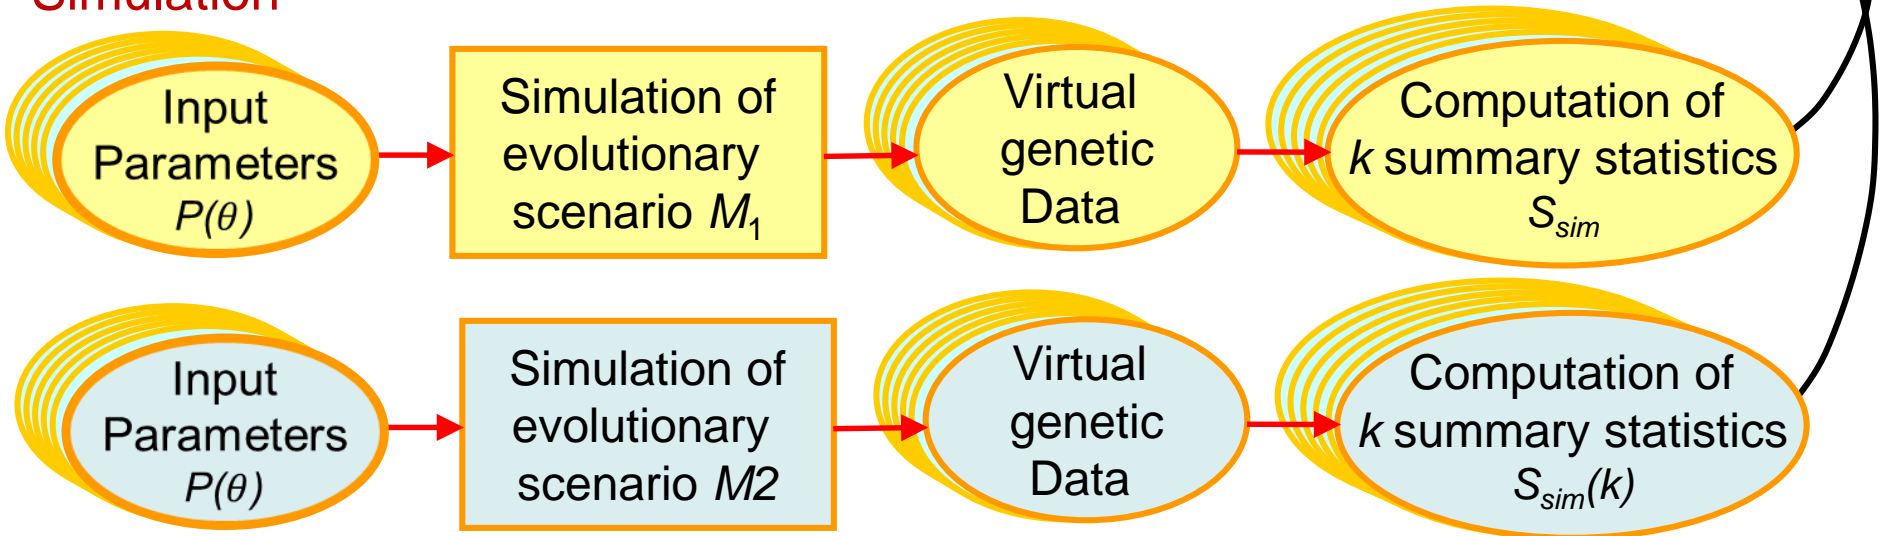 Simulation
Input
Parameters
P(θ)
Simulation of
evolutionary
scenario M₁
Virtual
genetic
Data
Computation of
k summary statistics
Sₛᵢₘ
Input
Parameters
P(θ)
Simulation of
evolutionary
scenario M2
Virtual
genetic
Data
Computation of
k summary statistics
Sₛᵢₘ(k)